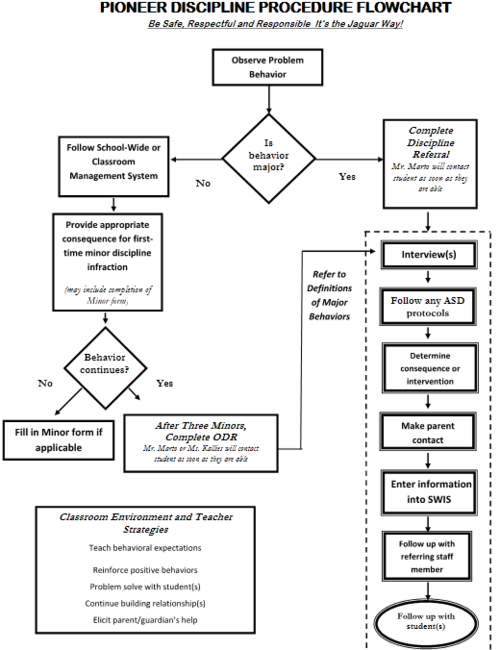 PIONEER DISCIPLINE PROCEDURE FLOWCHART
Be Safe, Respectful and Responsible It's the Jaguar Way!
Observe Problem
Behavior
Is
behavior
major?
No
Yes
Follow School-Wide or
Classroom
Management System
Complete
Discipline
Referral
Mr. Marto will contact
student as soon as they
are able
Provide appropriate
consequence for first-
time minor discipline
infraction
(may include completion of
Minor form)
Refer to
Definitions
of Major
Behaviors
Interview(s)
Follow any ASD
protocols
Determine
consequence or
intervention
Make parent
contact
Enter information
into SWIS
Follow up with
referring staff
member
Follow up with
student(s)
Behavior
continues?
No
Yes
Fill in Minor form if
applicable
After Three Minors,
Complete ODR
Mr. Marto or Ms. Kallies will contact
student as soon as they are able
Classroom Environment and Teacher
Strategies
Teach behavioral expectations
Reinforce positive behaviors
Problem solve with student(s)
Continue building relationship(s)
Elicit parent/guardian's help